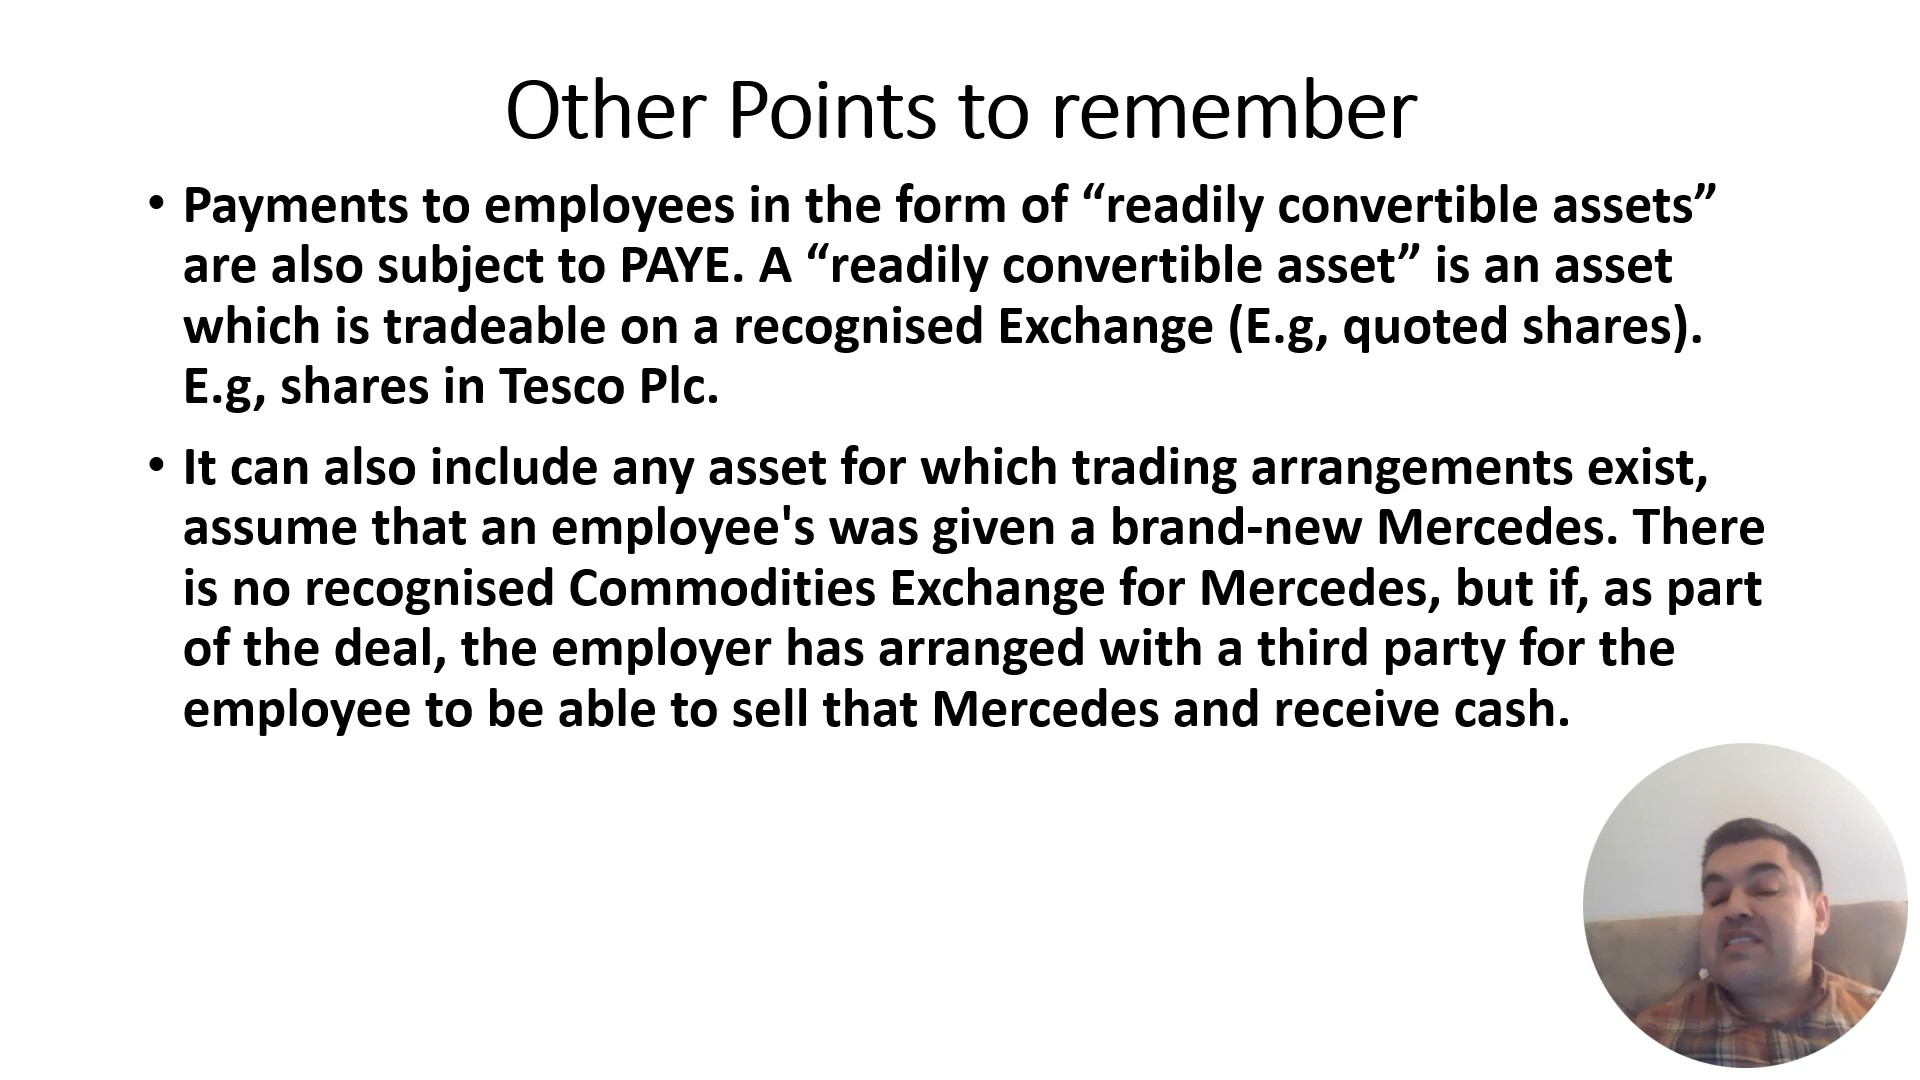 Other Points to remember
• Payments to employees in the form of “readily convertible assets”
are also subject to PAYE. A “readily convertible asset” is an asset
which is tradeable on a recognised Exchange (E.g, quoted shares).
E.g, shares in Tesco Plc.
• It can also include any asset for which trading arrangements exist,
assume that an employee's was given a brand-new Mercedes. There
is no recognised Commodities Exchange for Mercedes, but if, as part
of the deal, the employer has arranged with a third party for the
employee to be able to sell that Mercedes and receive cash.